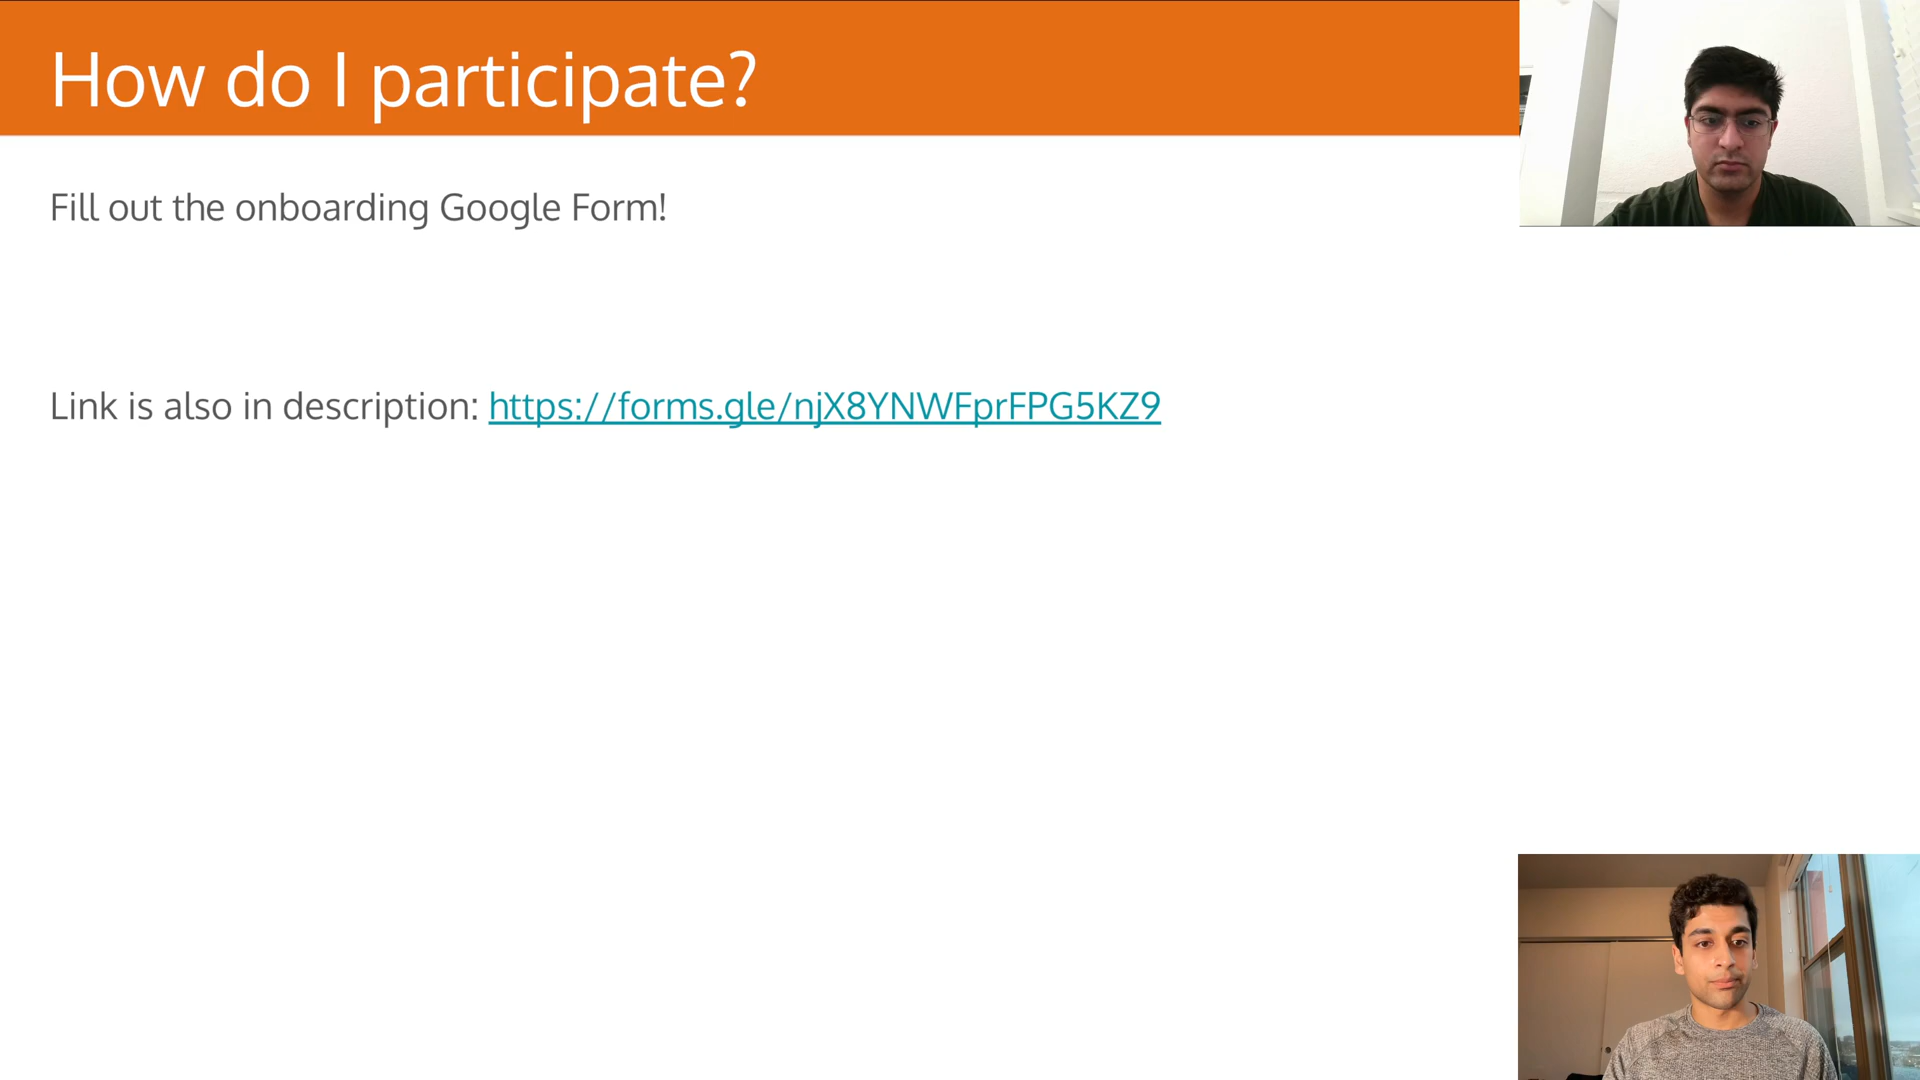 How do I participate?
Fill out the onboarding Google Form!
Link is also in description: https://forms.gle/njX8YNWFprFPG5KZ9